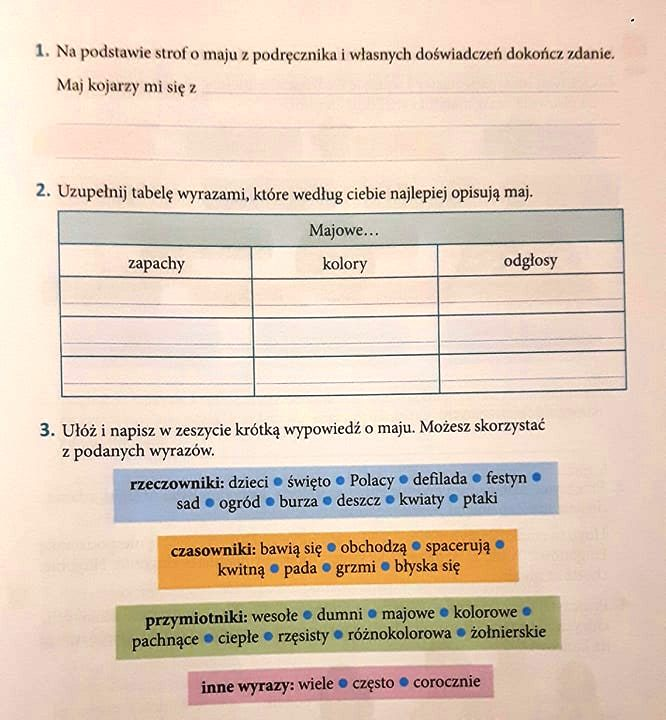 1. Na podstawie strof o maju z podręcznika i własnych doświadczeń dokończ zdanie.
Maj kojarzy mi się z
2. Uzupełnij tabelę wyrazami, które według ciebie najlepiej opisują maj.
Majowe...
zapachy kolory odgłosy
3. Ułóż i napisz w zeszycie krótką wypowiedź o maju. Możesz skorzystać
z podanych wyrazów.
rzeczowniki: dzieci • święto • Polacy • defilada • festyn •
sad • ogród • burza • deszcz • kwiaty • ptaki
czasowniki: bawią się • obchodzą • spacerują •
kwitną • pada • grzmi • błyska się
przymiotniki: wesołe • dumni • majowe • kolorowe •
pachnące • ciepłe • rzęsisty • różnokolorowa • żołnierskie
inne wyrazy: wiele • często • corocznie